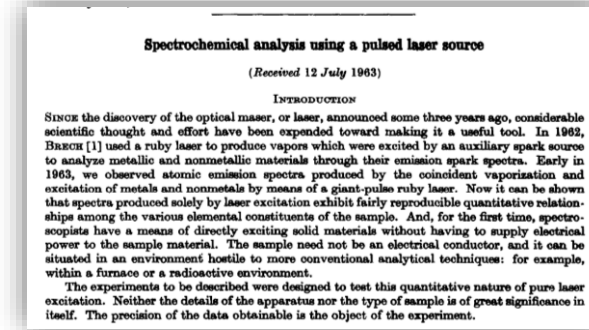 Spectrochemical analysis using a pulsed laser source
(Received 12 July 1963)
INTRODUCTION
SINCE the discovery of the optical maser, or laser, announced some three years ago, considerable
scientific thought and effort have been expended toward making it a useful tool. In 1962,
BRECH [1] used a ruby laser to produce vapors which were excited by an auxiliary spark source
to analyze metallic and nonmetallic materials through their emission spark spectra. Early in
1963, we observed atomic emission spectra produced by the coincident vaporization and
excitation of metals and nonmetals by means of a giant-pulse ruby laser. Now it can be shown
that spectra produced solely by laser excitation exhibit fairly reproducible quantitative relation-
ships among the various elemental constituents of the sample. And, for the first time, spectro-
scopists have a means of directly exciting solid materials without having to supply electrical
power to the sample material. The sample need not be an electrical conductor, and it can be
situated in an environment hostile to more conventional analytical techniques: for example,
within a furnace or a radioactive environment.
The experiments to be described were designed to test this quantitative nature of pure laser
excitation. Neither the details of the apparatus nor the type of sample is of great significance in
itself. The precision of the data obtainable is the object of the experiment.